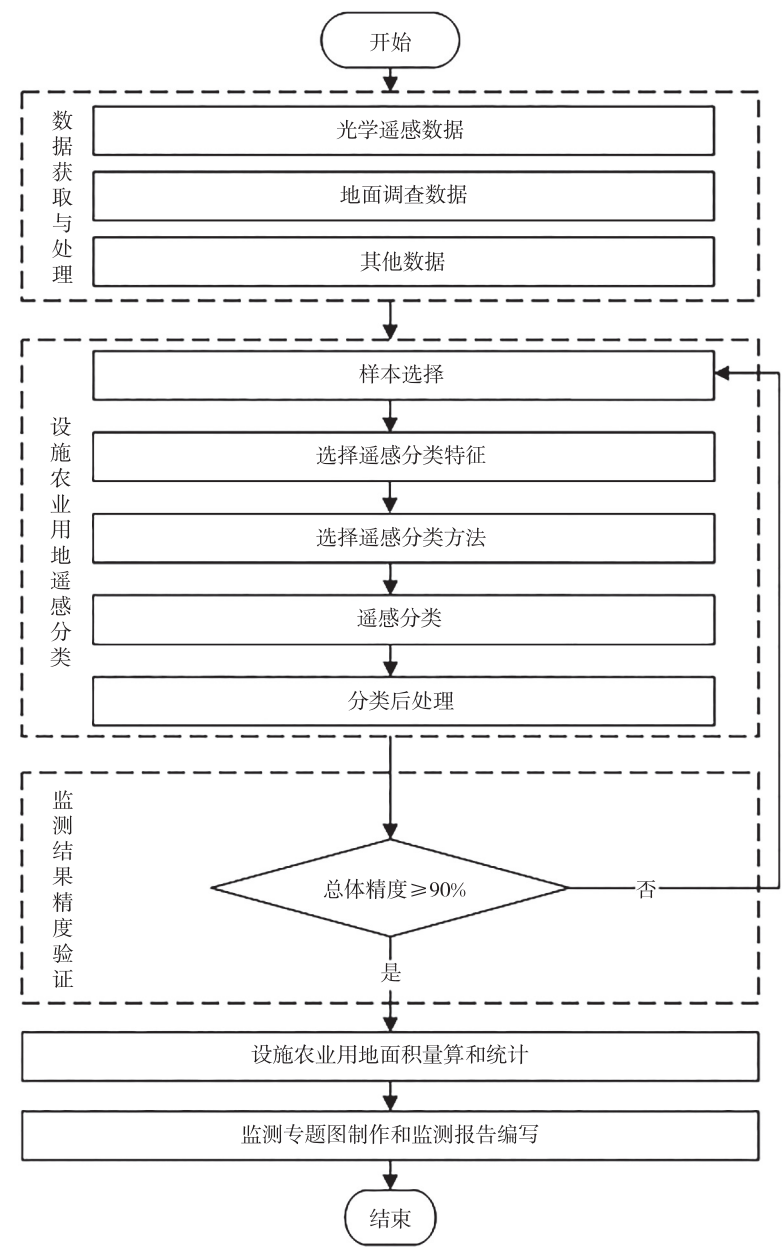 开始
数据获取与处理
光学遥感数据
地面调查数据
其他数据
设施农业用地遥感分类
样本选择
选择遥感分类特征
选择遥感分类方法
遥感分类
分类后处理
监测结果精度验证
总体精度≥90%
否
是
设施农业用地面积量算和统计
监测专题图制作和监测报告编写
结束